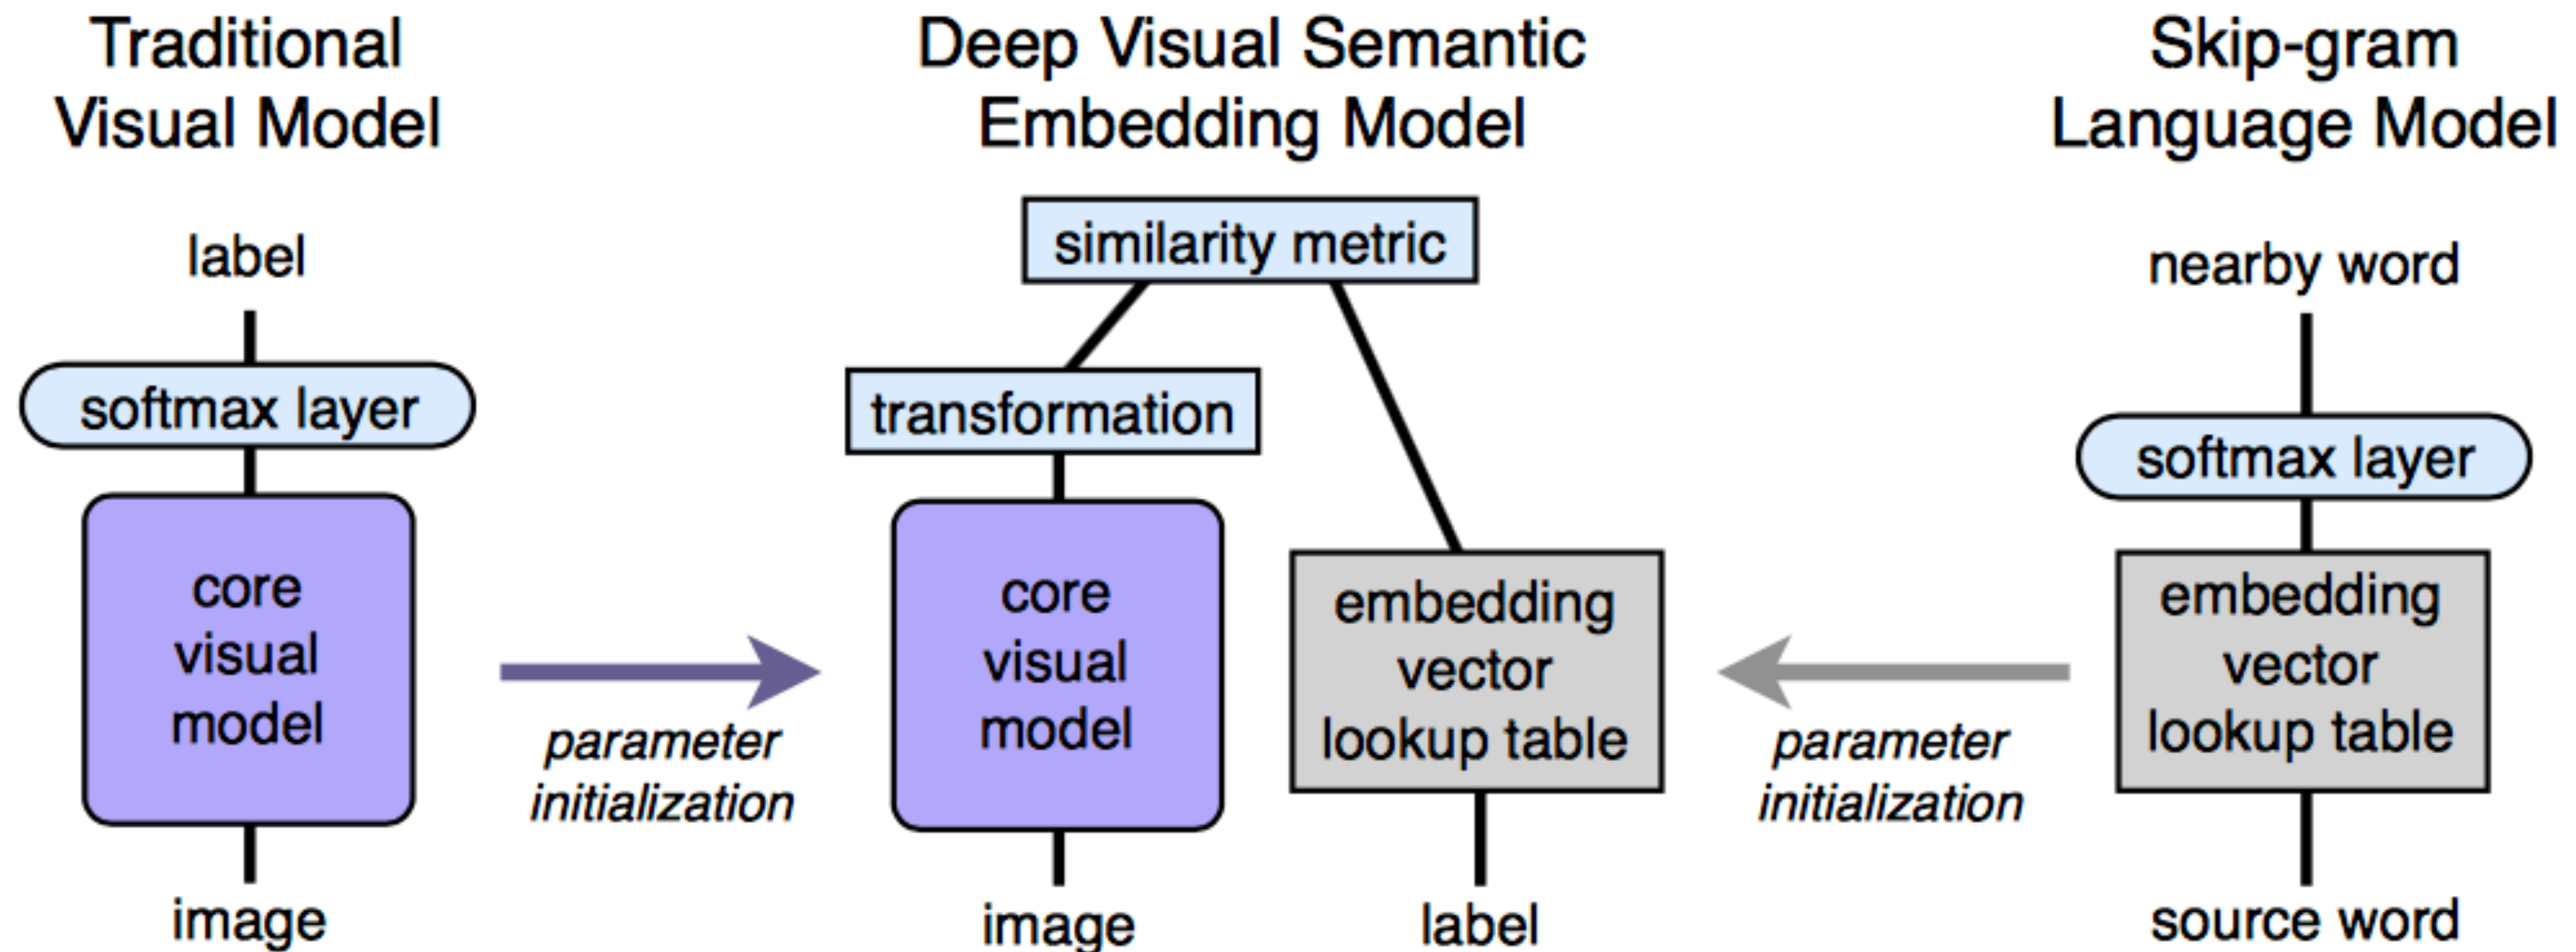 Traditional
Visual Model
label
softmax layer
core
visual
model
image
parameter
initialization
Deep Visual Semantic
Embedding Model
similarity metric
transformation
core
visual
model
image
embedding
vector
lookup table
label
parameter
initialization
Skip-gram
Language Model
nearby word
softmax layer
embedding
vector
lookup table
source word